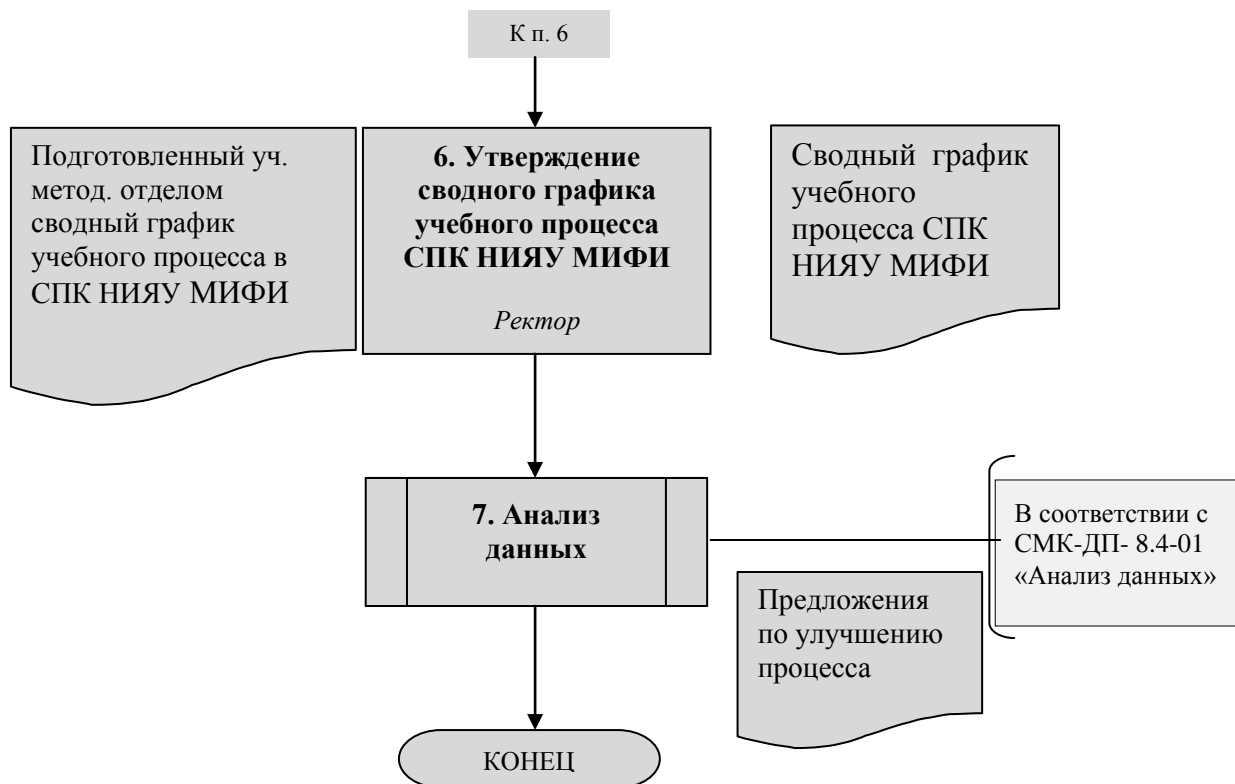 К п. 6
Подготовленный уч.
метод. отделом
сводный график
учебного процесса в
СПК НИЯУ МИФИ
6. Утверждение
сводного графика
учебного процесса
СПК НИЯУ МИФИ
Ректор
Сводный график
учебного
процесса СПК
НИЯУ МИФИ
7. Анализ
данных
В соответствии с
СМК-ДП- 8.4-01
«Анализ данных»
Предложения
по улучшению
процесса
КОНЕЦ